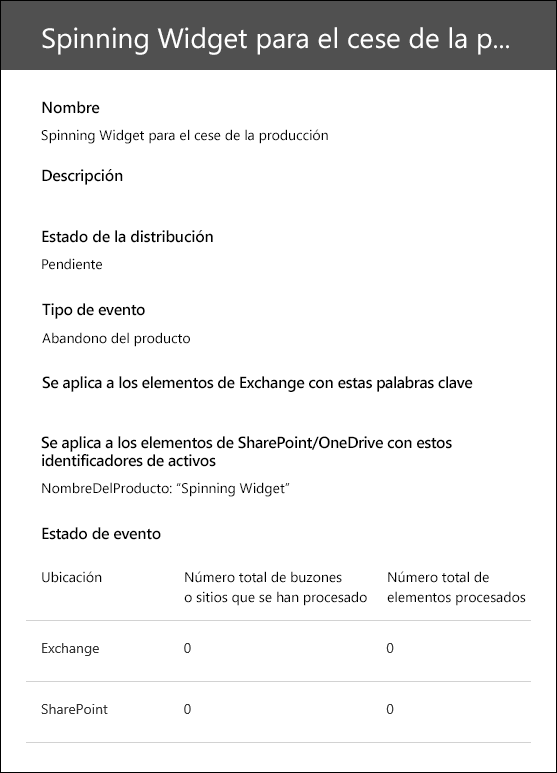 Spinning Widget para el cese de la p...
Nombre
Spinning Widget para el cese de la producción
Descripción
Estado de la distribución
Pendiente
Tipo de evento
Abandono del producto
Se aplica a los elementos de Exchange con estas palabras clave
Se aplica a los elementos de SharePoint/OneDrive con estos
identificadores de activos
NombreDelProducto: “Spinning Widget”
Estado de evento
Ubicación
Número total de buzones
o sitios que se han procesado
Número total de
elementos procesados
Exchange 0 0
SharePoint 0 0